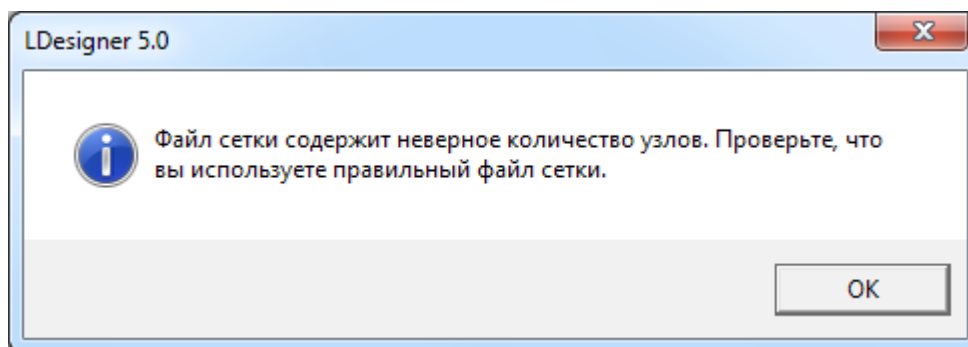 LDesigner 5.0
Файл сетки содержит неверное количество узлов. Проверьте, что
вы используете правильный файл сетки.
OK